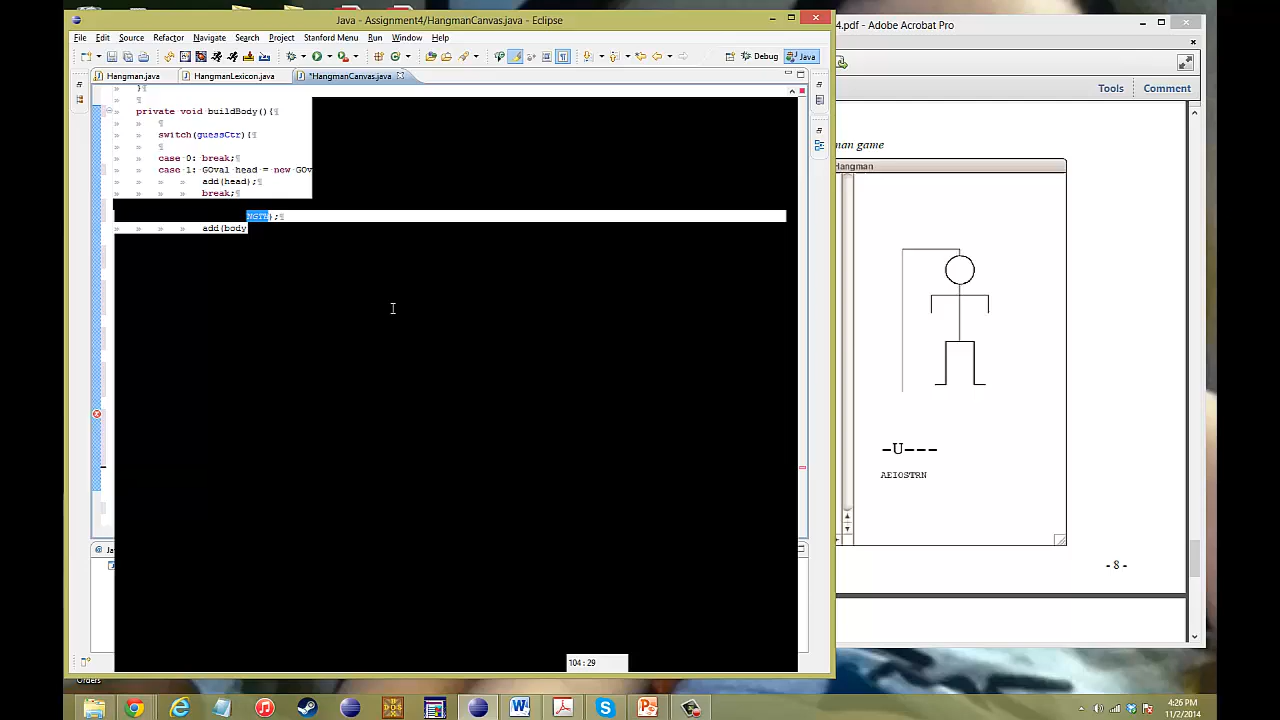 Java - Assignment4/HangmanCanvas.java - Eclipse
4.pdf - Adobe Acrobat Pro
File Edit Source Refactor Navigate Search Project Stanford Menu Run Window Help
Debug
Java
Hangman.java
HangmanLexicon.java
*HangmanCanvas.java
Tools
Comment
}
private void buildBody(){
switch(guessCtr){
case 0: break;
case 1: GOval head = new GOv
add(head);
break;
NGTH);
add(body
man game
Hangman
-U---
AEIOSTRN
- 8 -
104 : 29
Orders
4:26 PM
11/2/2014